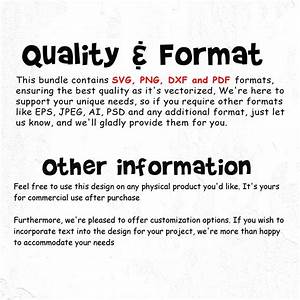 Quality & Format
This bundle contains SVG, PNG, DXF and PDF formats,
ensuring the best quality as it's vectorized, We're here to
support your unique needs, so if you require other formats
like EPS, JPEG, AI, PSD and any additional format, just let
us know, and we'll gladly provide them for you.
Other information
Feel free to use this design on any physical product you'd like. It's yours
for commercial use after purchase
Furthermore, we're pleased to offer customization options. If you wish to
incorporate text into the design for your project, we're more than happy
to accommodate your needs